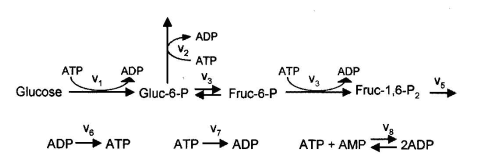 ADP
v2
ATP
ATP v1 ADP v3 ATP v3 ADP
Glucose Gluc-6-P Fruc-6-P Fruc-1,6-P2 v5
v6 v7 v8
ADP ATP ATP ADP ATP + AMP 2ADP